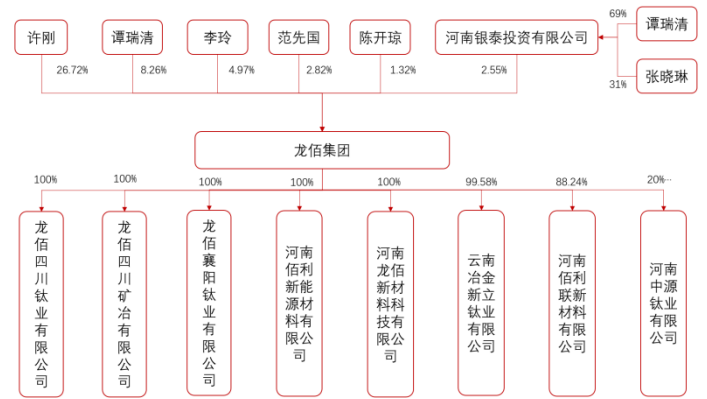 许刚
谭瑞清
李玲
范先国
陈开琼
河南银泰投资有限公司
69%
谭瑞清
31%
张晓琳
26.72%
8.26%
4.97%
2.82%
1.32%
2.55%
龙佰集团
100%
100%
100%
100%
100%
99.58%
88.24%
20%…
龙佰四川钛业有限公司
龙佰四川矿冶有限公司
龙佰襄阳钛业有限公司
河南佰利新能源材料有限公司
河南龙佰新材料科技有限公司
云南冶金新立钛业有限公司
河南佰利联新材料有限公司
河南中源钛业有限公司